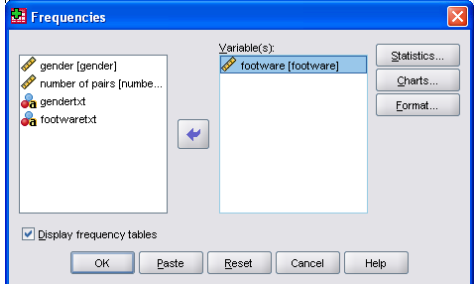 Frequencies
Variable(s):
gender [gender]
number of pairs [numbe...
gendertxt
footwaretxt
footware [footware]
Statistics...
Charts...
Format...
Display frequency tables
OK Paste Reset Cancel Help